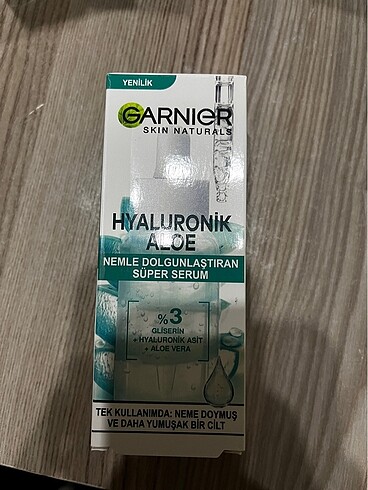 YENİLİK
GARNIER
SKIN NATURALS
HYALURONİK
ALOE
NEMLE DOLGUNLAŞTIRAN
SÜPER SERUM
%3
GLİSERİN
+ HYALURONİK ASİT
+ ALOE VERA
TEK KULLANIMDA: NEME DOYMUŞ
VE DAHA YUMUŞAK BİR CİLT